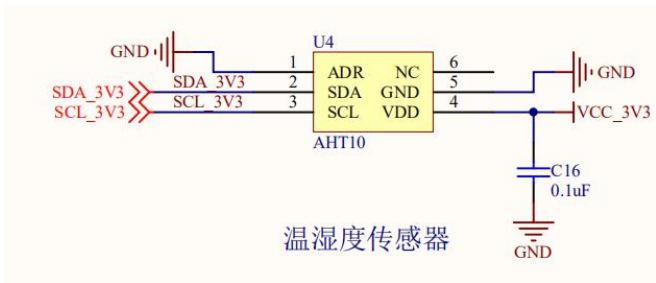 U4
GND
1
ADR
NC
6
SDA_3V3
SDA_3V3
2
SDA
GND
5
GND
SCL_3V3
SCL_3V3
3
SCL
VDD
4
VCC_3V3
AHT10
C16
0.1uF
温湿度传感器
GND